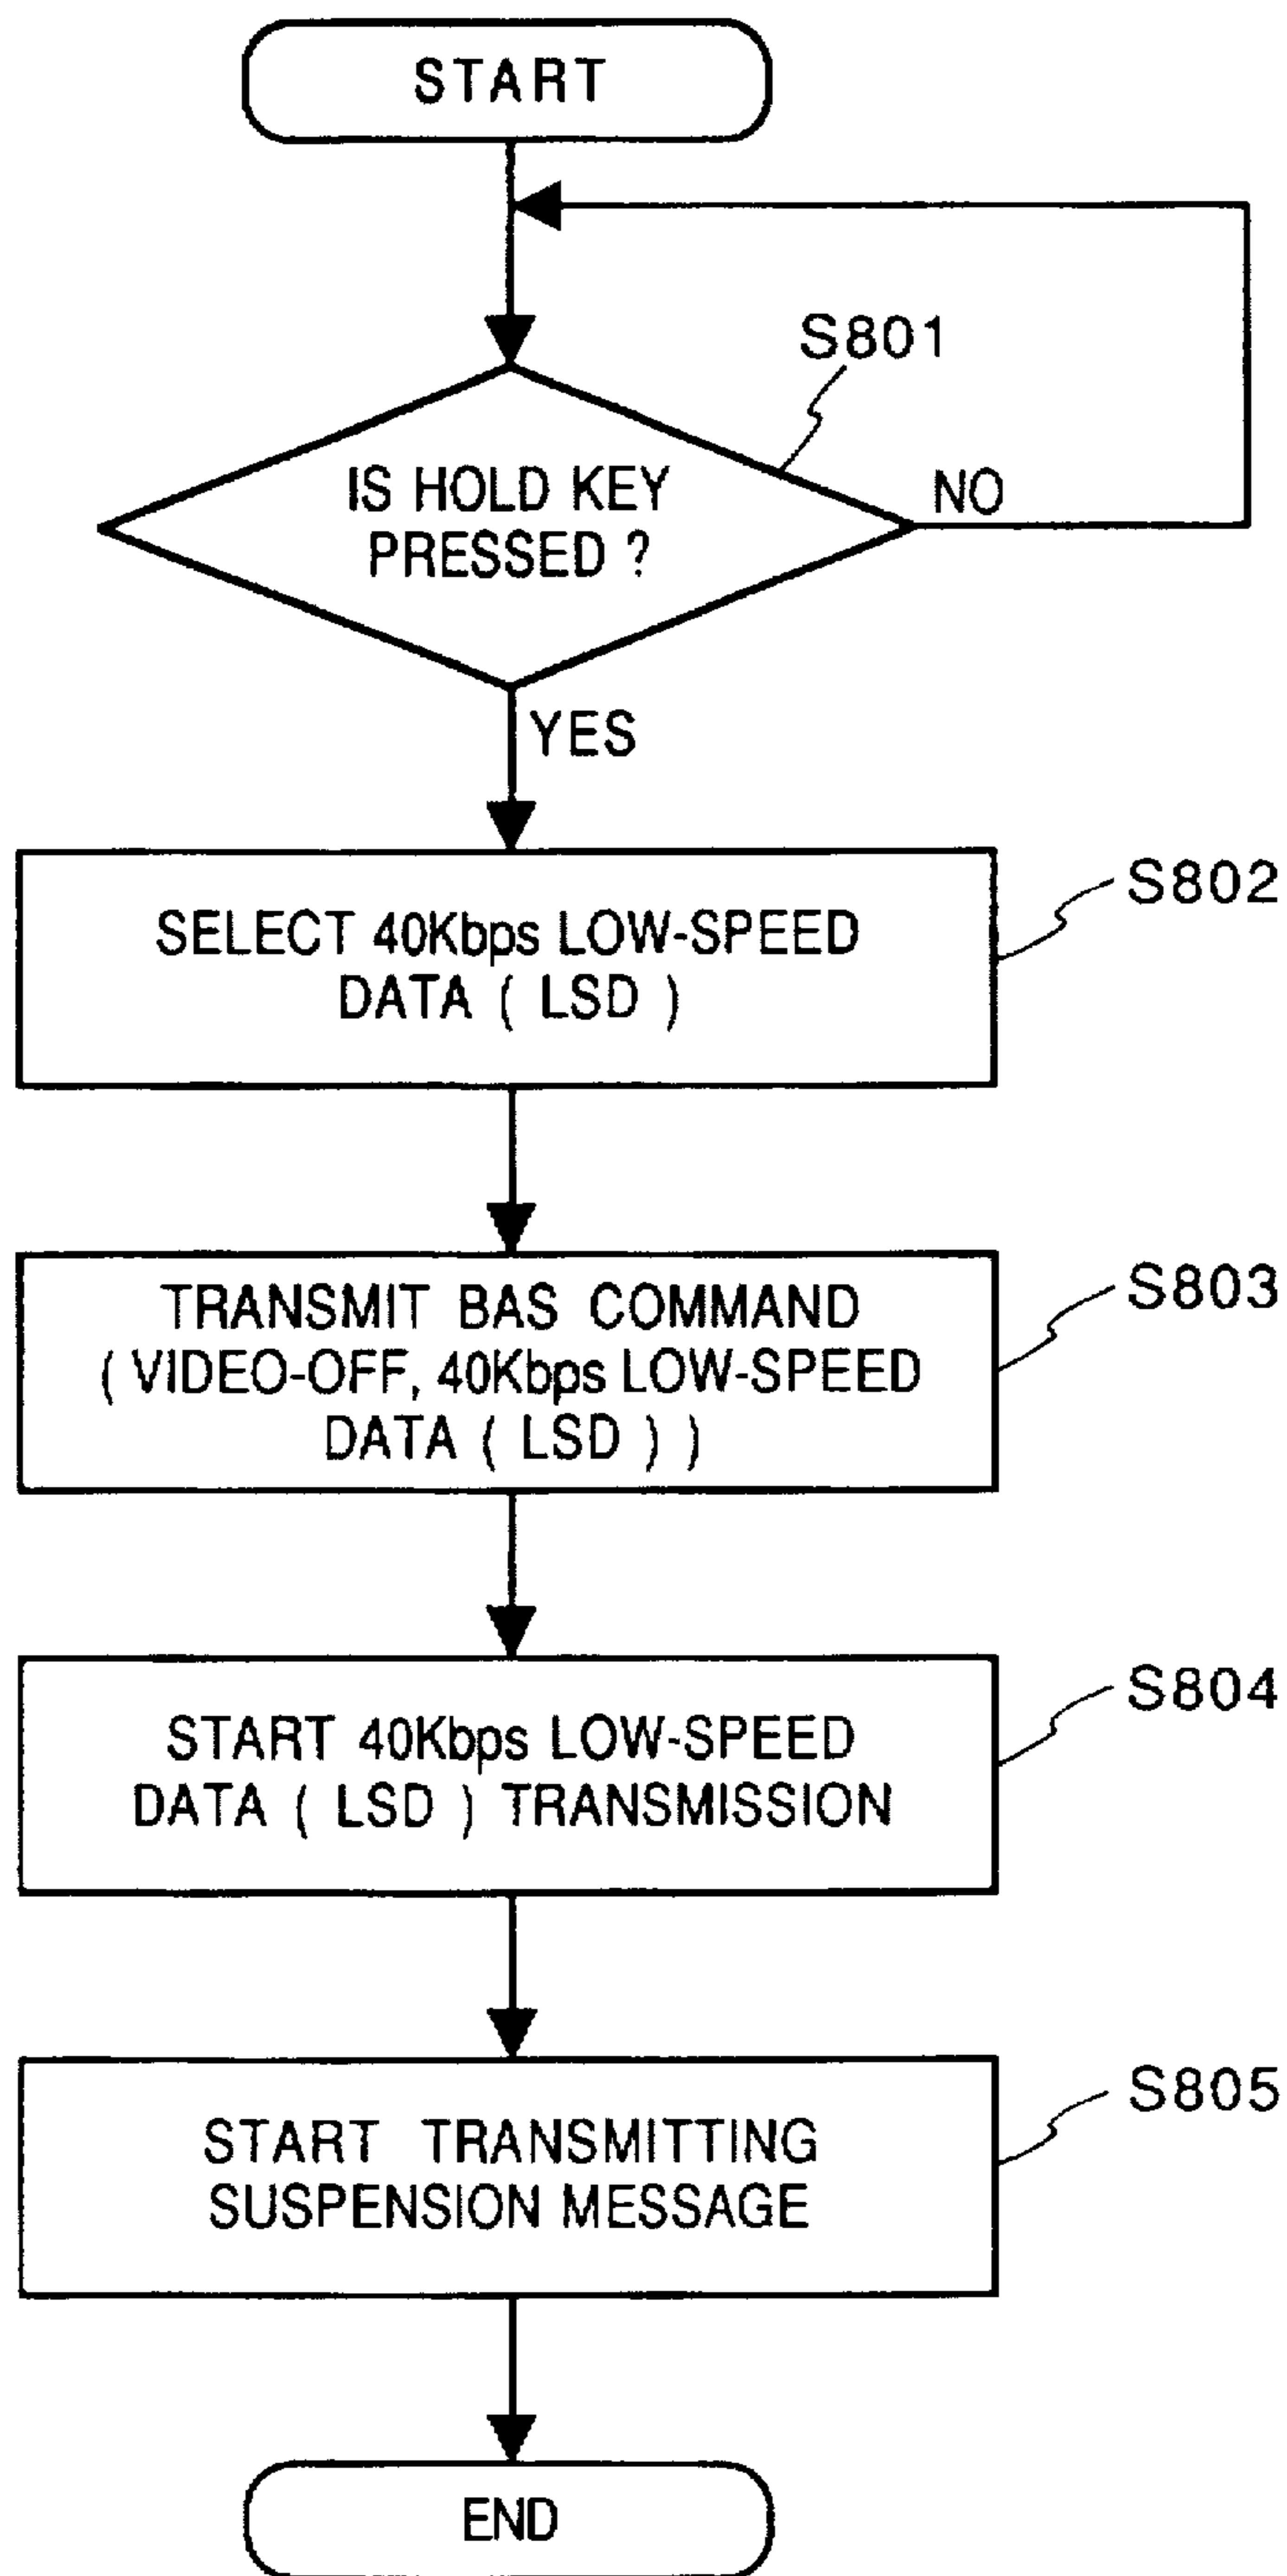 START
S801
IS HOLD KEY
PRESSED ?
NO
YES
S802
SELECT 40Kbps LOW-SPEED
DATA ( LSD )
S803
TRANSMIT BAS COMMAND
( VIDEO-OFF, 40Kbps LOW-SPEED
DATA ( LSD ) )
S804
START 40Kbps LOW-SPEED
DATA ( LSD ) TRANSMISSION
S805
START TRANSMITTING
SUSPENSION MESSAGE
END